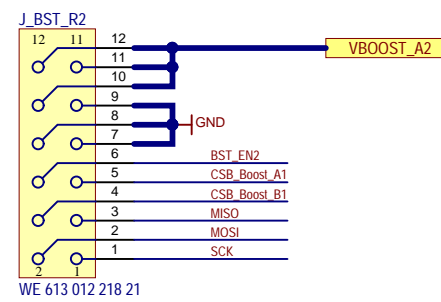 J_BST_R2
12 11
12
11
10
9
8
7
6
5
4
3
2
1
2 1
VBOOST_A2
GND
BST_EN2
CSB_Boost_A1
CSB_Boost_B1
MISO
MOSI
SCK
WE 613 012 218 21